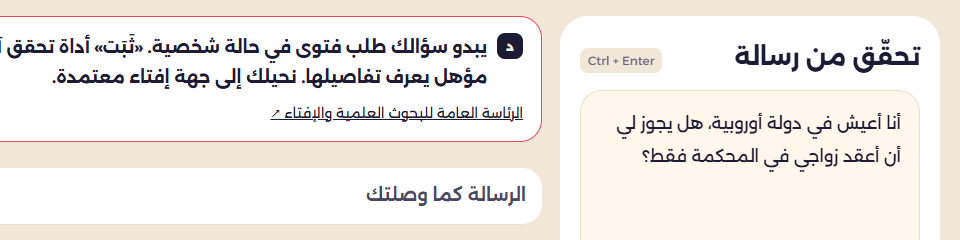 تحقّق من رسالة
Ctrl + Enter
أنا أعيش في دولة أوروبية، هل يجوز لي
أن أعقد زواجي في المحكمة فقط؟
د
يبدو سؤالك طلب فتوى في حالة شخصية. «ثَبَت» أداة تحقق
مؤهل يعرف تفاصيلها. نحيلك إلى جهة إفتاء معتمدة.
الرئاسة العامة للبحوث العلمية والإفتاء ↗
الرسالة كما وصلتك